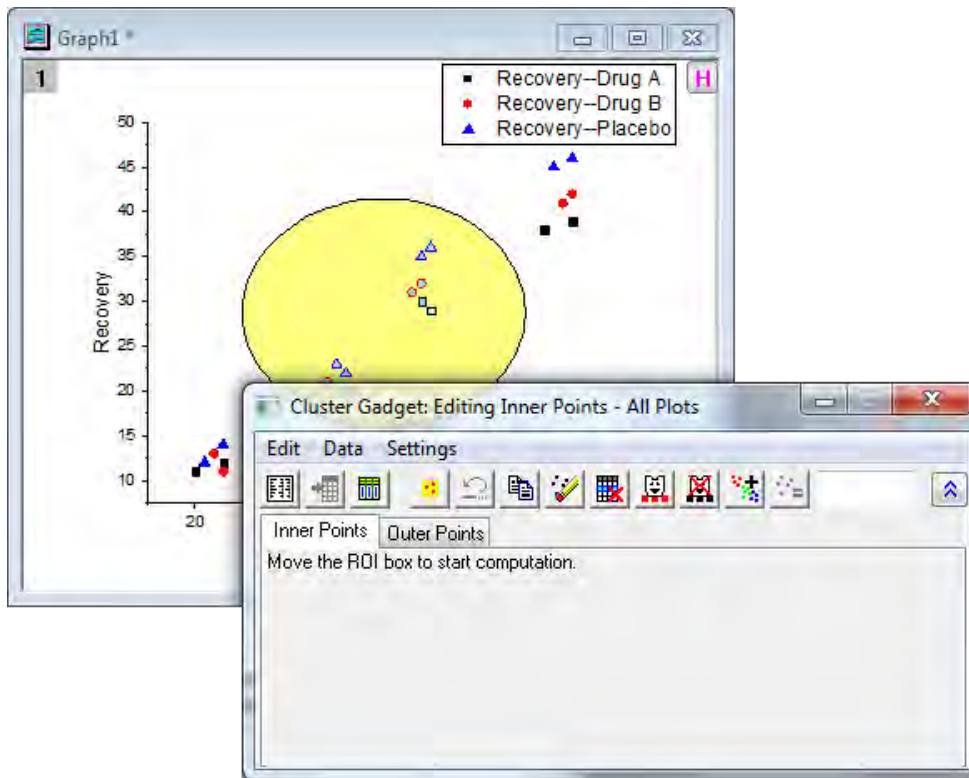 Graph1 *
1
H
Recovery--Drug A
Recovery--Drug B
Recovery--Placebo
50
45
40
35
30
25
20
15
10
Recovery
20
Cluster Gadget: Editing Inner Points - All Plots
Edit Data Settings
Inner Points Outer Points
Move the ROI box to start computation.